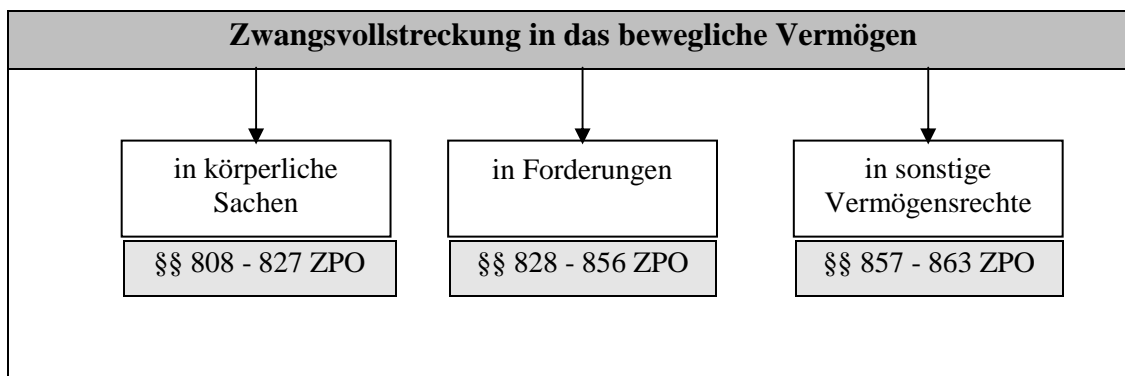 Zwangsvollstreckung in das bewegliche Vermögen
in körperliche
Sachen
§§ 808 - 827 ZPO
in Forderungen
§§ 828 - 856 ZPO
in sonstige
Vermögensrechte
§§ 857 - 863 ZPO